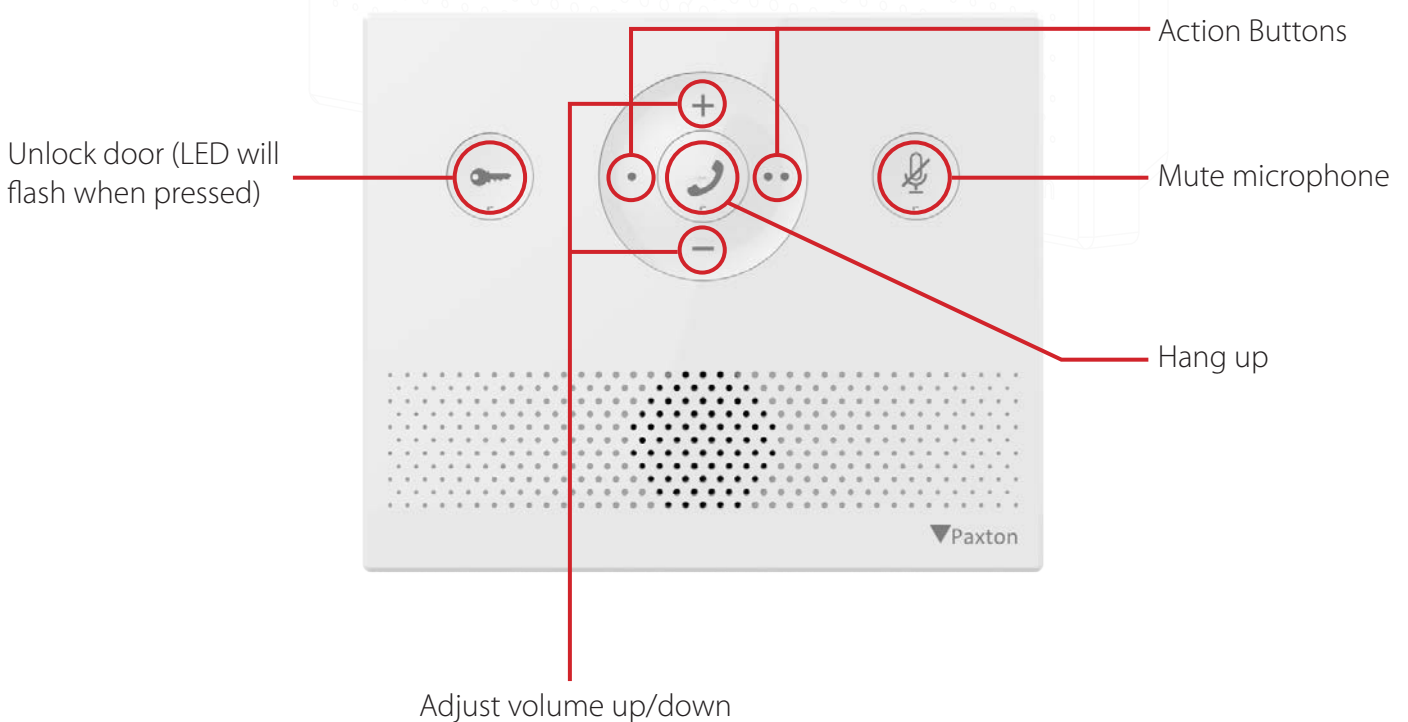 Action Buttons
Unlock door (LED will
flash when pressed)
Mute microphone
Hang up
Paxton
Adjust volume up/down